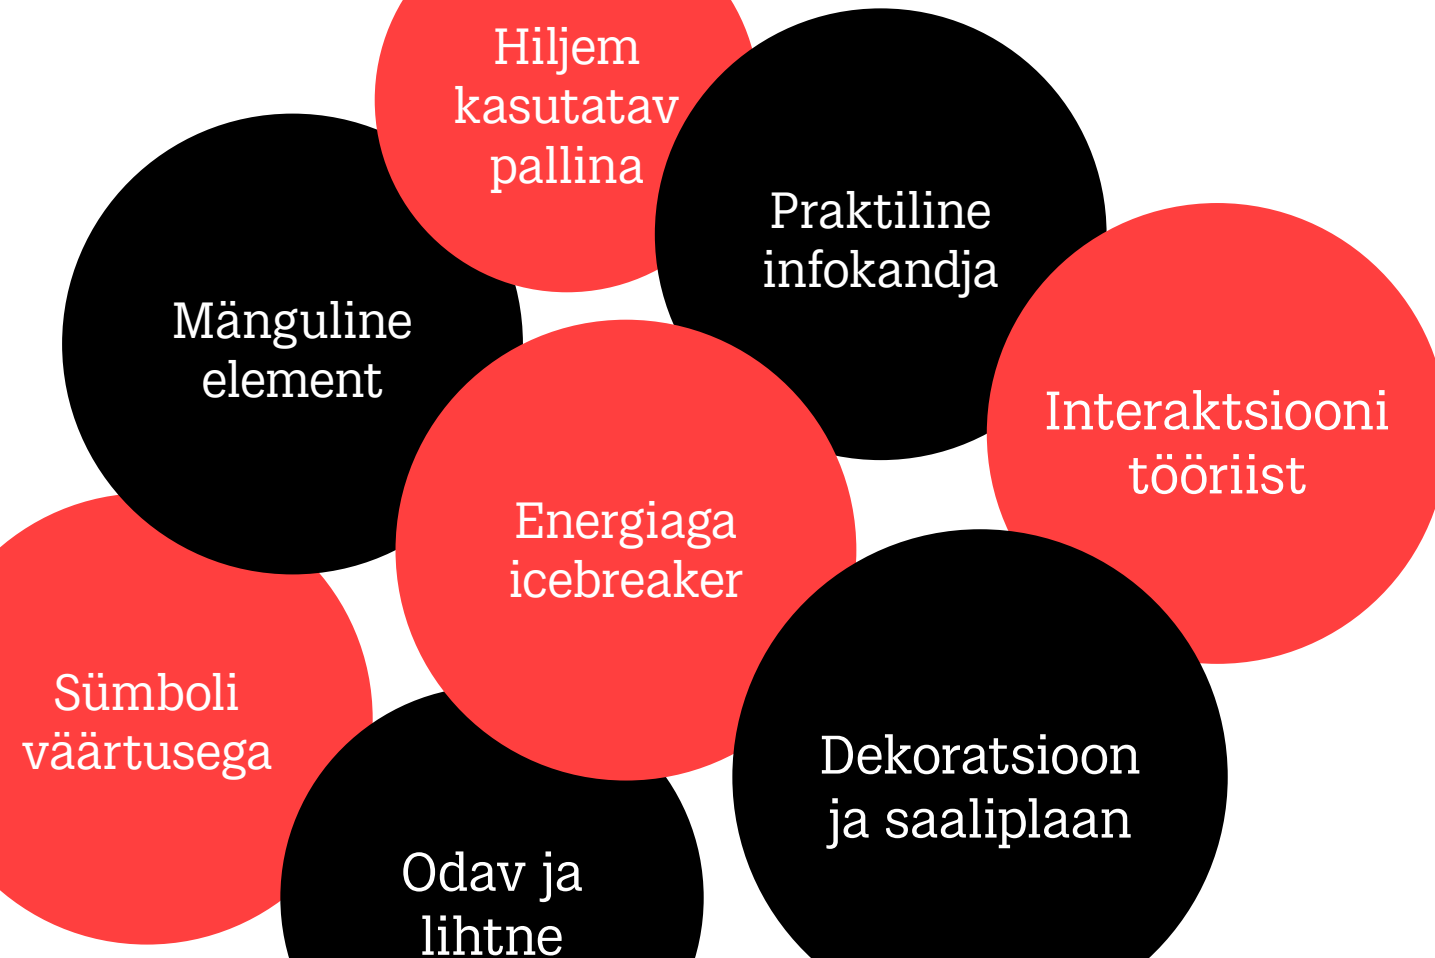 Hiljem
kasutatav
pallina
Praktiline
infokandja
Mänguline
element
Interaktsiooni
tööriist
Energiaga
icebreaker
Sümboli
väärtusega
Dekoratsioon
ja saaliplaan
Odav ja
lihtne